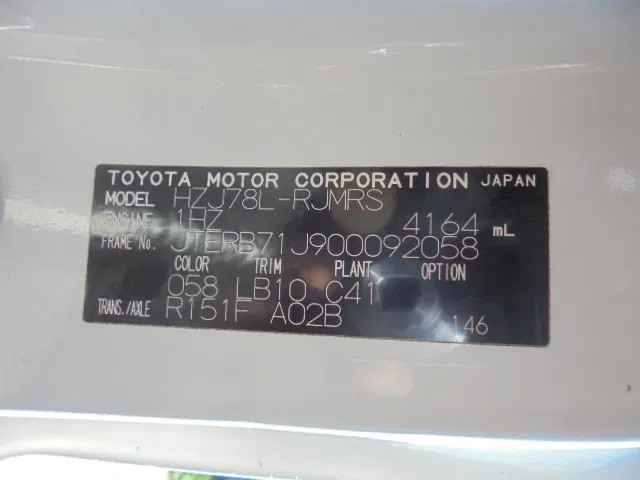 TOYOTA MOTOR CORPORATION JAPAN
MODEL HZJ78L-RJMRS
ENGINE 1HZ 4164 mL
FRAME No. JTERB71J900092058
COLOR TRIM PLANT OPTION
058 LB10 C41
TRANS./AXLE R151F A02B 146